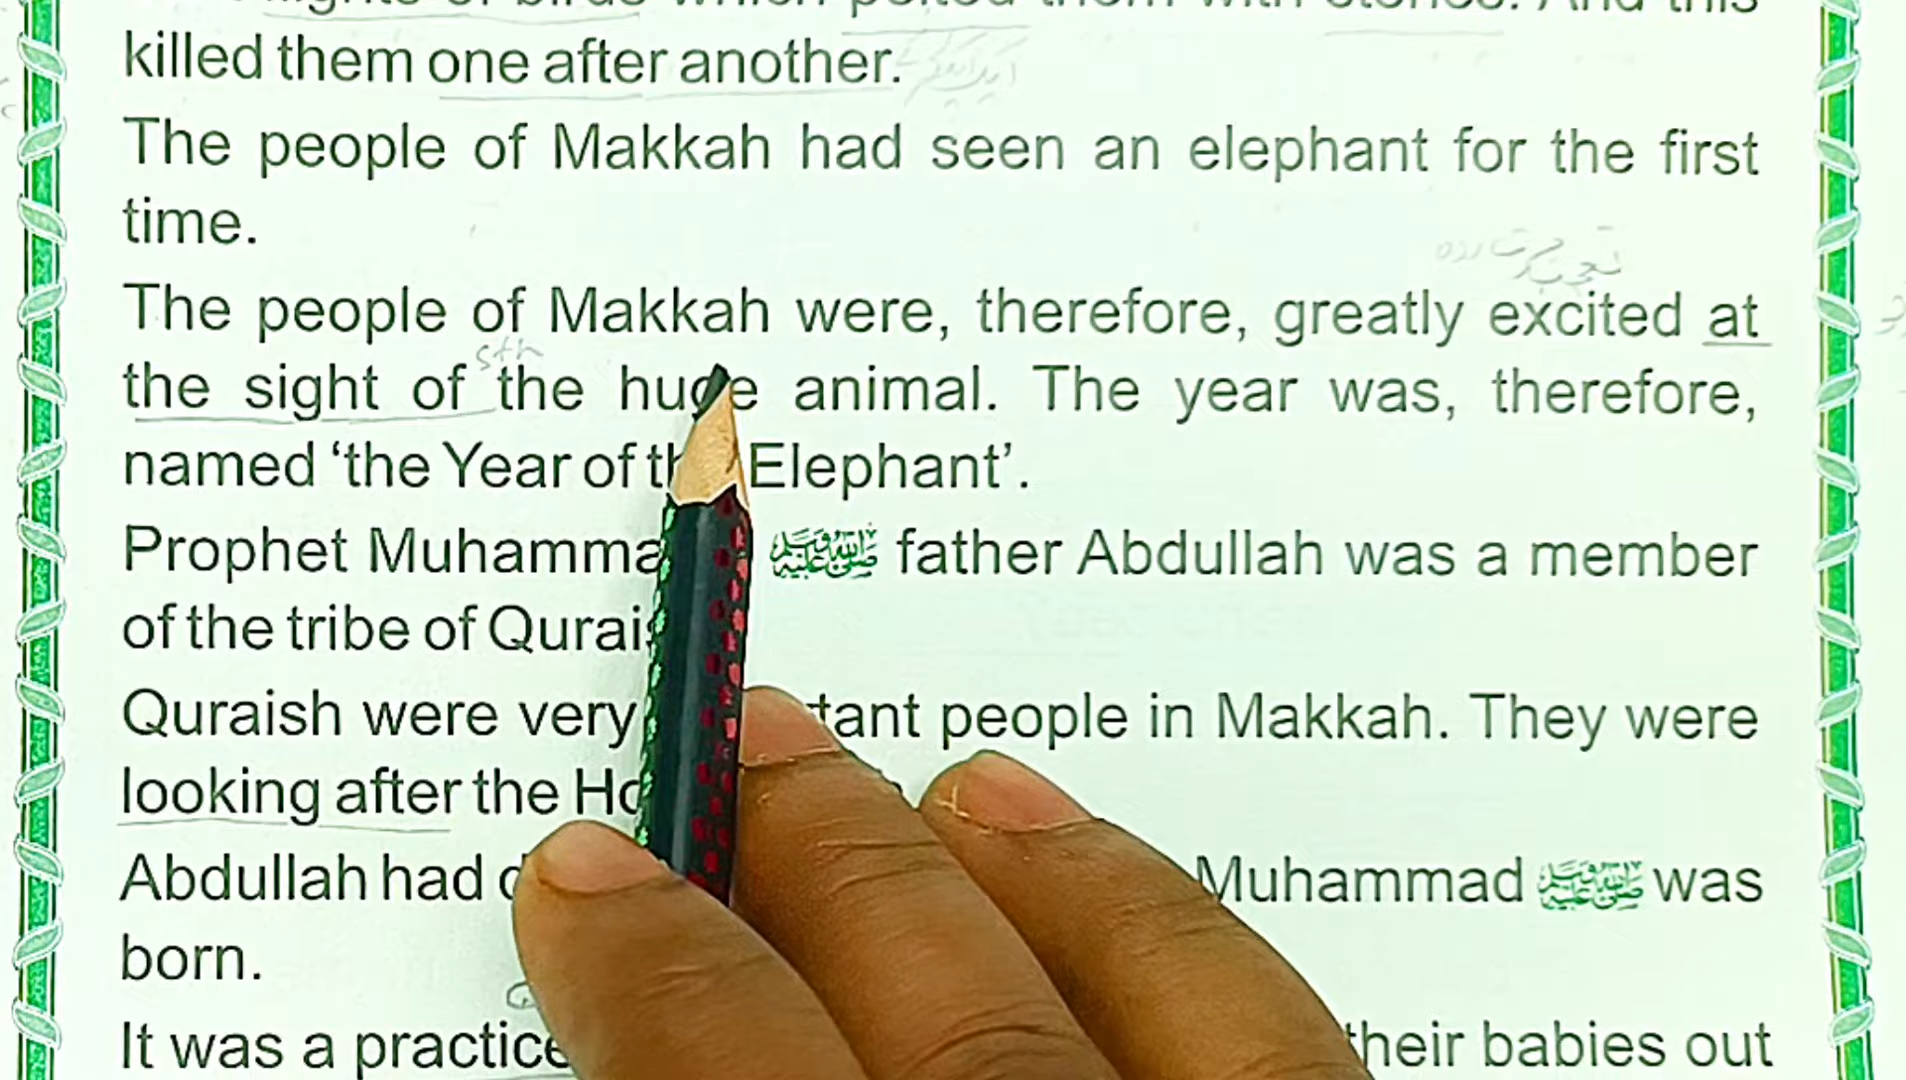 killed them one after another.
The people of Makkah had seen an elephant for the first
time.
The people of Makkah were, therefore, greatly excited at
sth
the sight of the huge animal. The year was, therefore,
named ‘the Year of Elephant’.
Prophet ﷺ father Abdullah was a member
of the tribe of
Quraish were very people in Makkah. They were
looking after the
Abdullah had Muhammad ﷺ was
born.
It was a practice their babies out